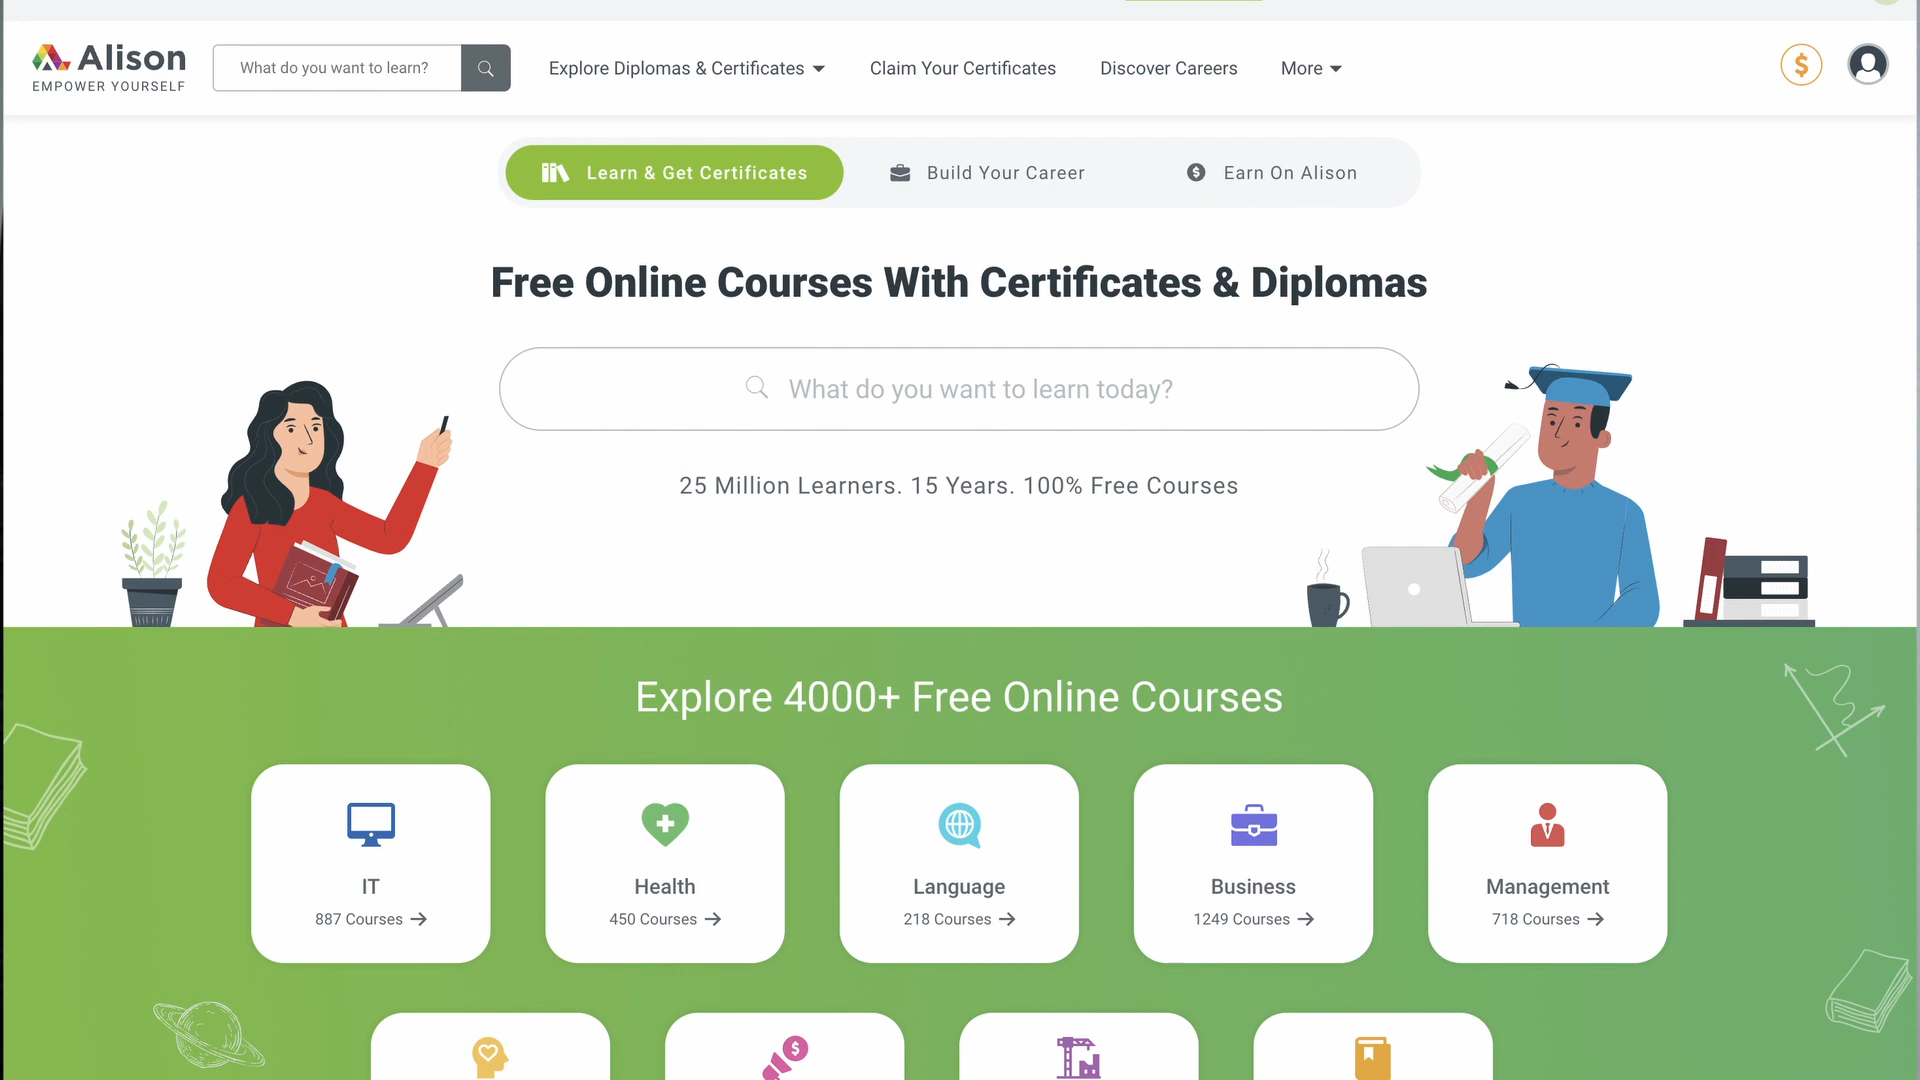 Alison
EMPOWER YOURSELF
What do you want to learn?
Explore Diplomas & Certificates
Claim Your Certificates
Discover Careers
More
$
Learn & Get Certificates
Build Your Career
$
Earn On Alison
Free Online Courses With Certificates & Diplomas
What do you want to learn today?
25 Million Learners. 15 Years. 100% Free Courses
Explore 4000+ Free Online Courses
IT
887 Courses
Health
450 Courses
Language
218 Courses
Business
1249 Courses
Management
718 Courses
$